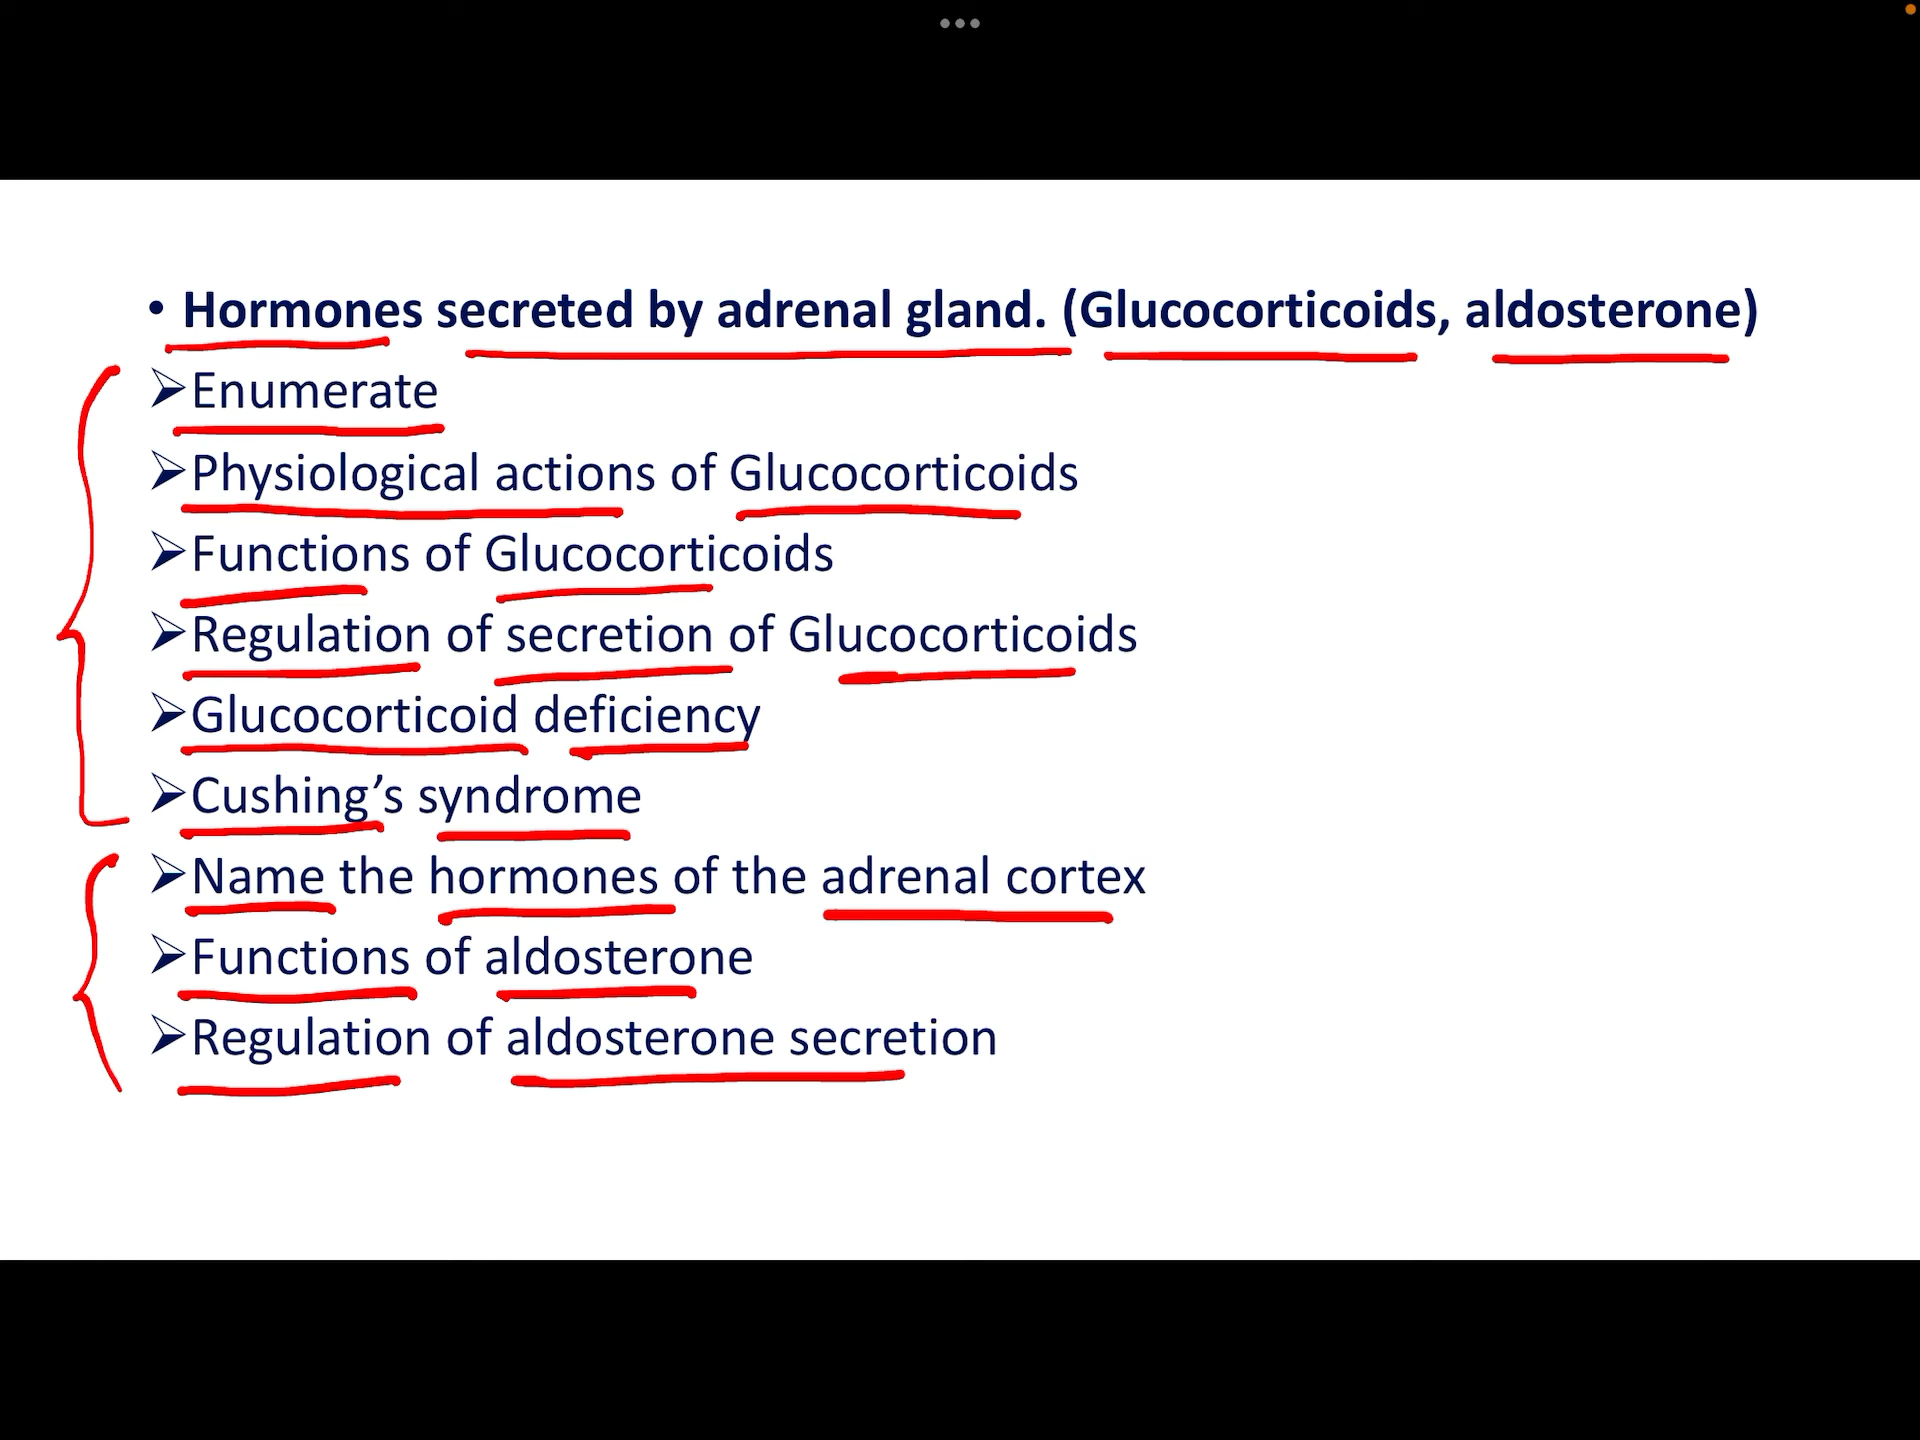 • Hormones secreted by adrenal gland. (Glucocorticoids, aldosterone)
➢Enumerate
➢Physiological actions of Glucocorticoids
➢Functions of Glucocorticoids
➢Regulation of secretion of Glucocorticoids
➢Glucocorticoid deficiency
➢Cushing’s syndrome
➢Name the hormones of the adrenal cortex
➢Functions of aldosterone
➢Regulation of aldosterone secretion